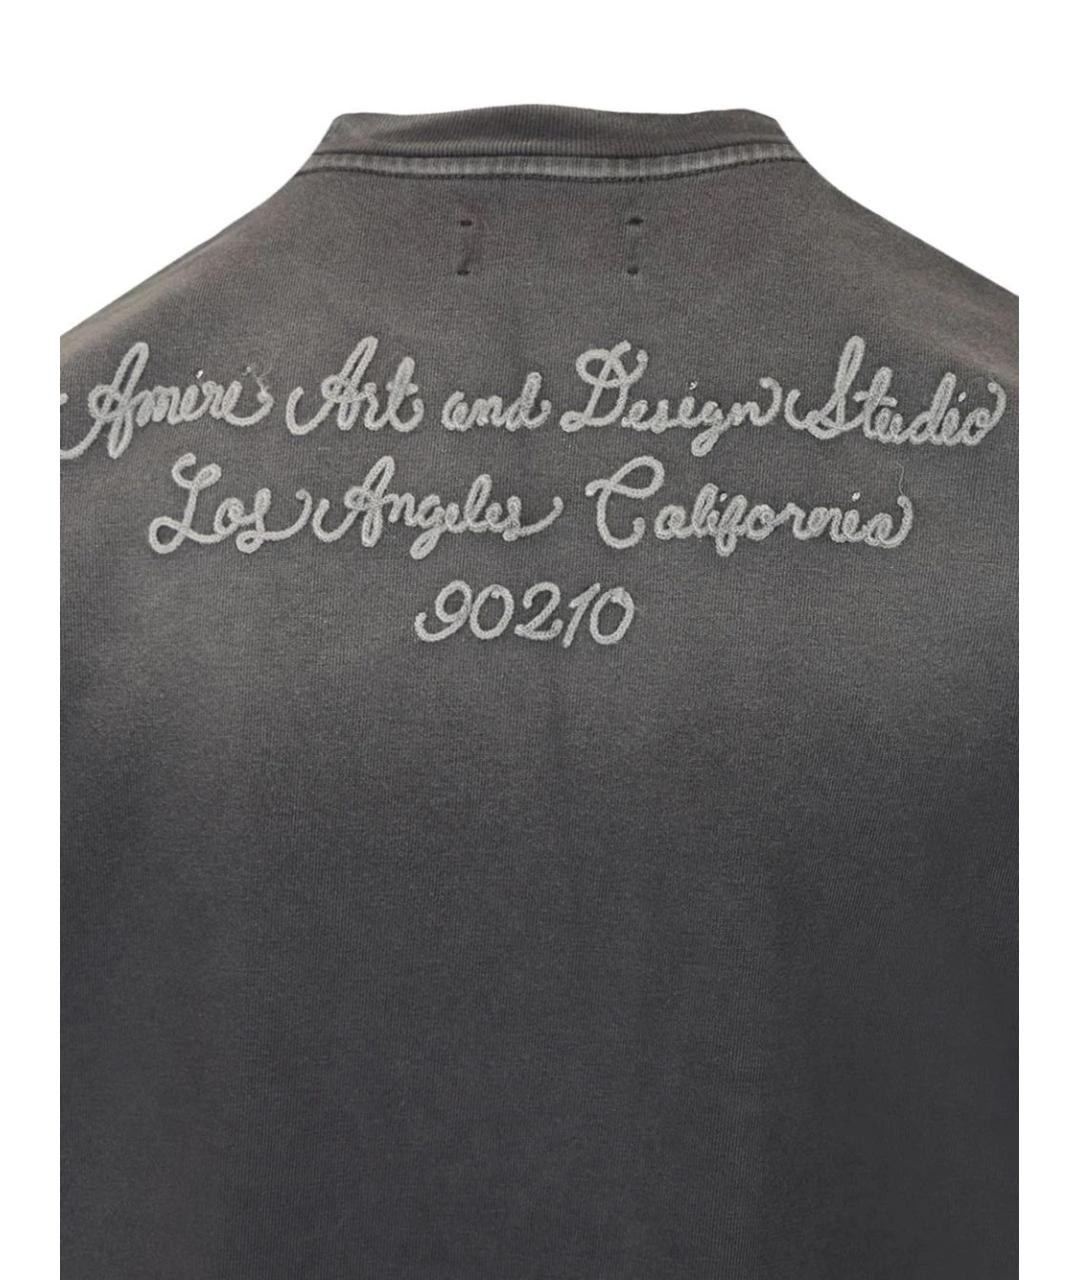 Amiri Art and Design Studio
Los Angeles California
90210